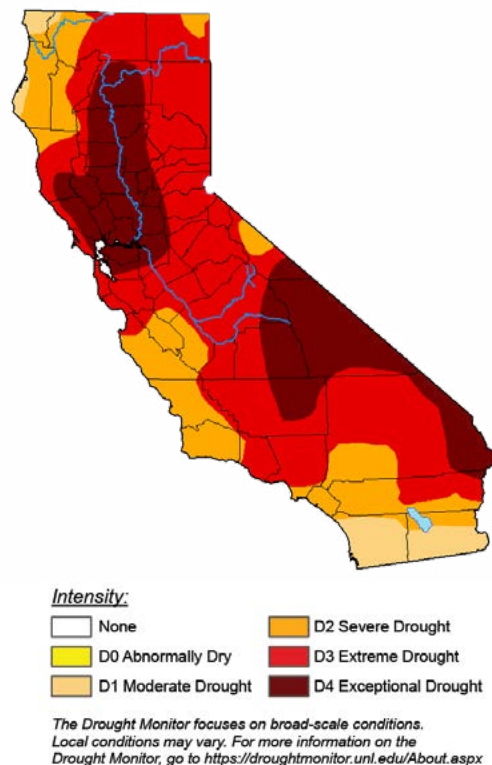 Intensity:
None
D0 Abnormally Dry
D1 Moderate Drought
D2 Severe Drought
D3 Extreme Drought
D4 Exceptional Drought
The Drought Monitor focuses on broad-scale conditions.
Local conditions may vary. For more information on the
Drought Monitor, go to https://droughtmonitor.unl.edu/About.aspx